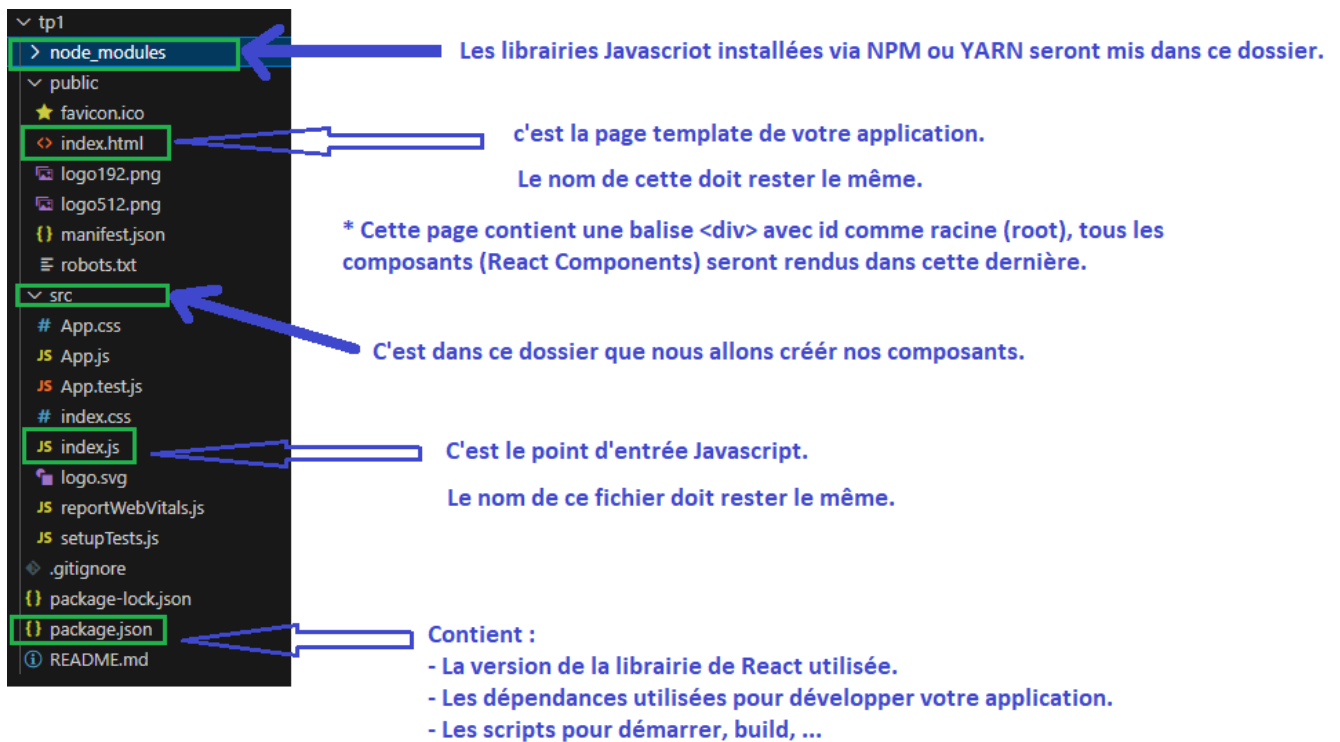 tp1
node_modules
Les librairies Javascriot installées via NPM ou YARN seront mis dans ce dossier.
public
favicon.ico
index.html
c'est la page template de votre application.
logo192.png
Le nom de cette doit rester le même.
logo512.png
manifest.json
* Cette page contient une balise <div> avec id comme racine (root), tous les
robots.txt
composants (React Components) seront rendus dans cette dernière.
src
App.css
App.js
C'est dans ce dossier que nous allons créér nos composants.
App.test.js
index.css
index.js
C'est le point d'entrée Javascript.
logo.svg
Le nom de ce fichier doit rester le même.
reportWebVitals.js
setupTests.js
.gitignore
package-lock.json
package.json
Contient :
README.md
- La version de la librairie de React utilisée.
- Les dépendances utilisées pour développer votre application.
- Les scripts pour démarrer, build, ...